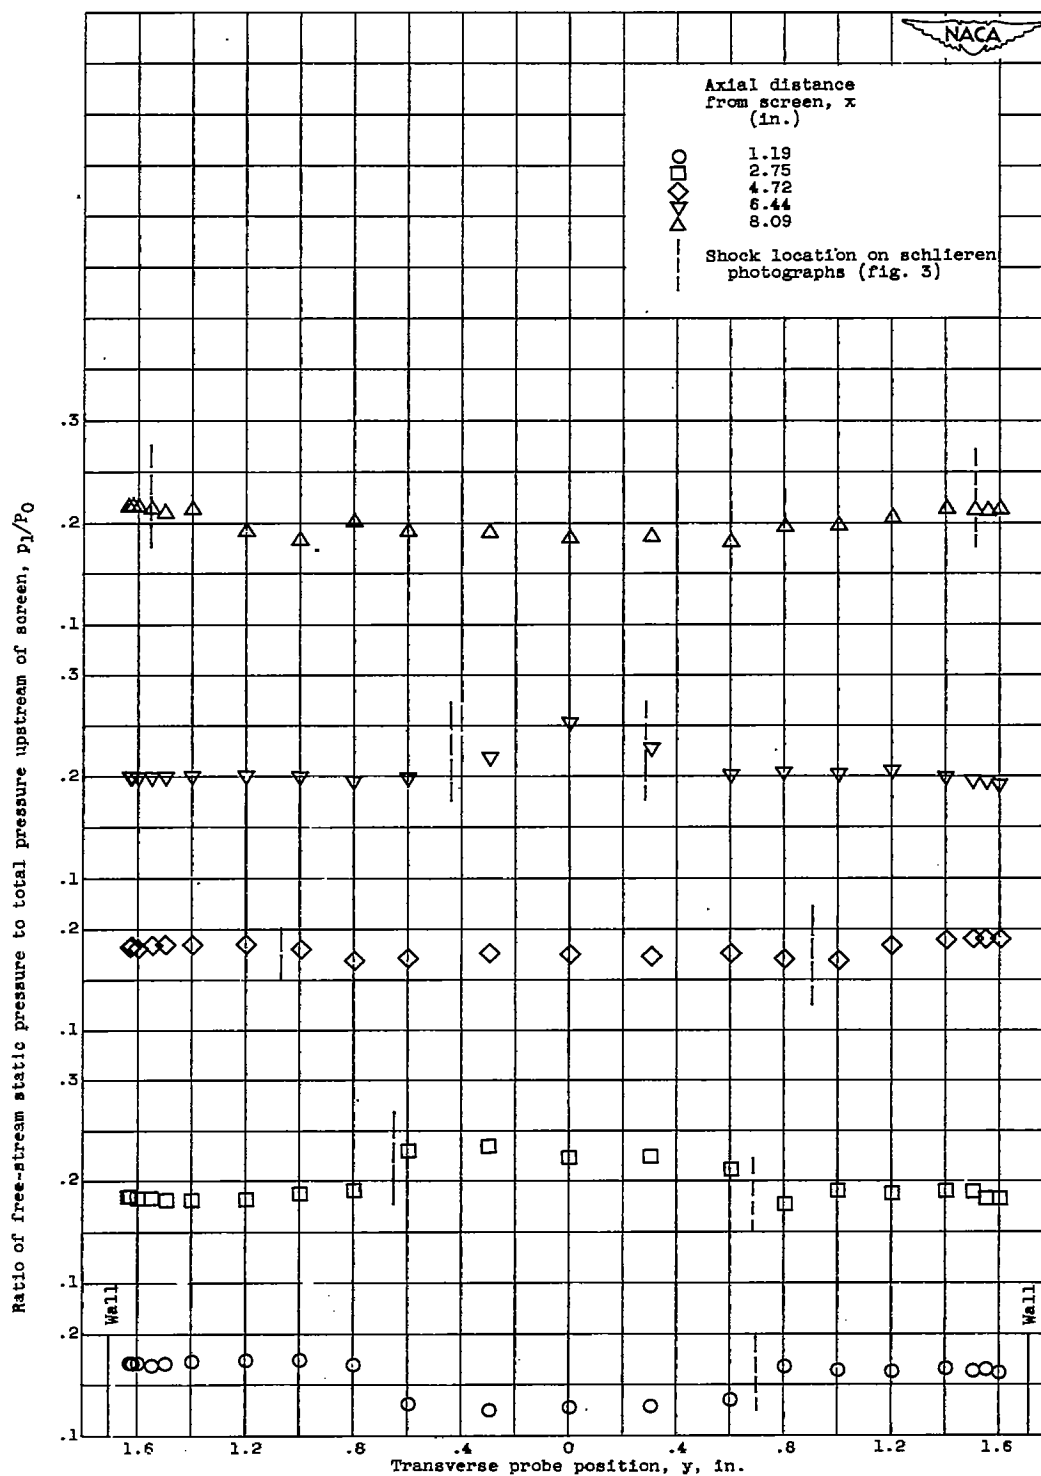 NACA
Axial distance
from screen, x
(in.)
1.19
2.75
4.72
6.44
8.09
Shock location on schlieren
photographs (fig. 3)
Ratio of free-stream static pressure to total pressure upstream of screen, p1/P0
.3
.2
.1
.3
.2
.1
.2
.1
.3
.2
.1
.2
.1
Wall
Wall
1.6 1.2 .8 .4 0 .4 .8 1.2 1.6
Transverse probe position, y, in.